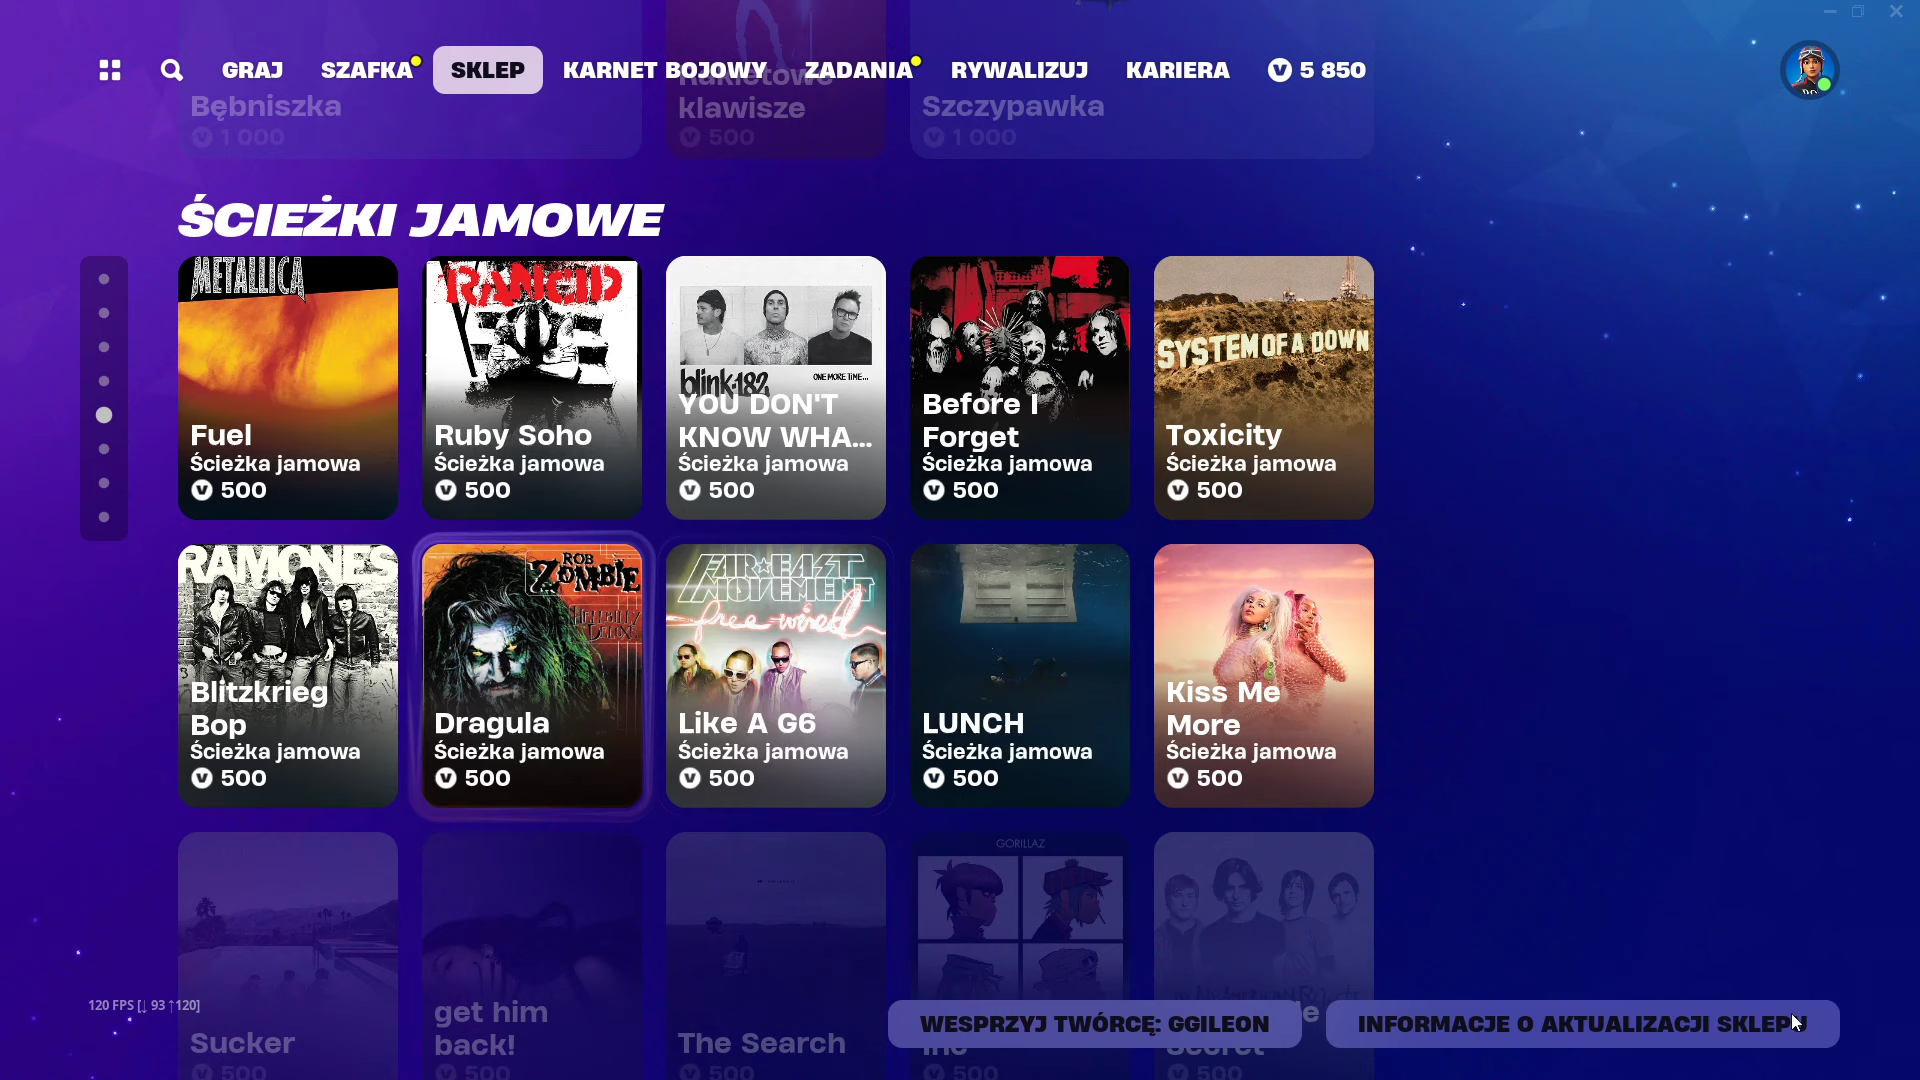 GRAJ
SZAFKA
SKLEP
KARNET BOJOWY
ZADANIA
RYWALIZUJ
KARIERA
5 850
Bębniszka
1 000
klawisze
500
Szczypawka
1 000
ŚCIEŻKI JAMOWE
METALLICA
Fuel
Ścieżka jamowa
500
RANCID
Ruby Soho
Ścieżka jamowa
500
blink-182
ONE MORE TIME...
YOU DON'T
KNOW WHA...
Ścieżka jamowa
500
Before I
Forget
Ścieżka jamowa
500
SYSTEM OF A DOWN
Toxicity
Ścieżka jamowa
500
RAMONES
Blitzkrieg
Bop
Ścieżka jamowa
500
ROB
ZOMBIE
HELLBILLY
DELUXE
Dragula
Ścieżka jamowa
500
FAR★EAST
MOVEMENT
free wired
Like A G6
Ścieżka jamowa
500
LUNCH
Ścieżka jamowa
500
Kiss Me
More
Ścieżka jamowa
500
Sucker
500
get him
back!
500
The Search
500
GORILLAZ
Inc
500
Secret
500
120 FPS [↓ 93 ↑120]
WESPRZYJ TWÓRCĘ: GGILEON
INFORMACJE O AKTUALIZACJI SKLEPU